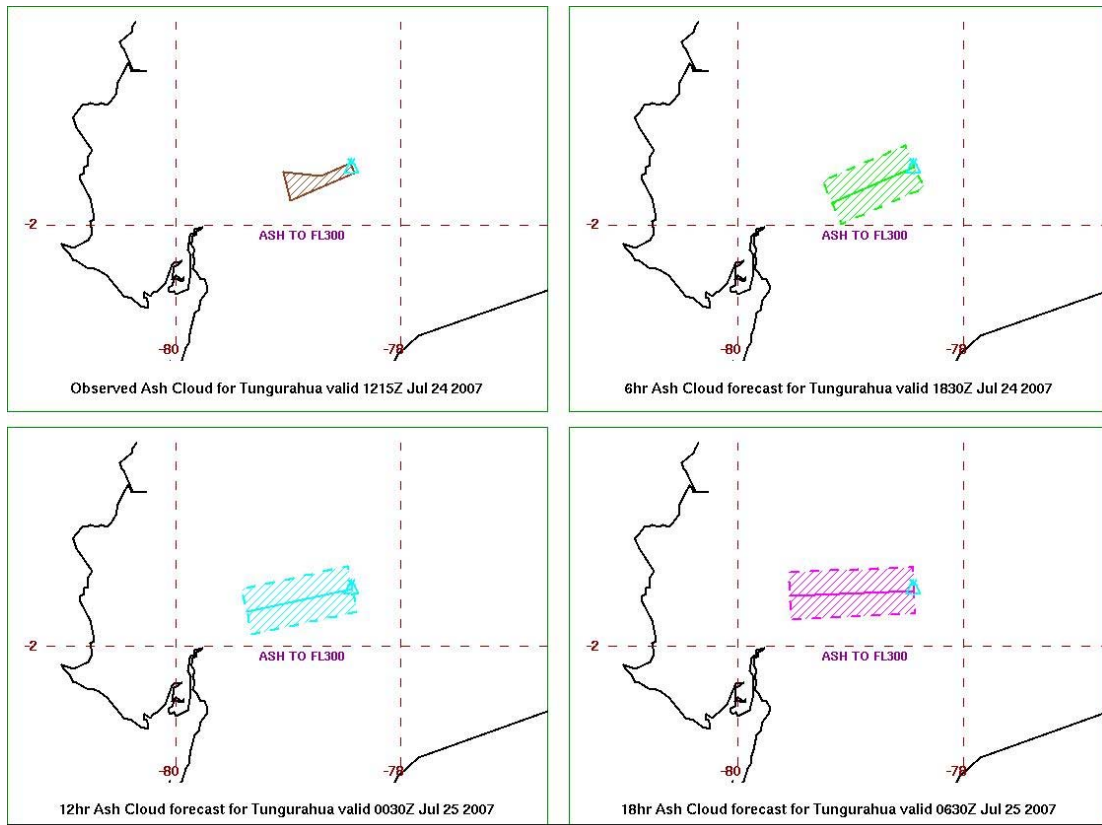 -2
ASH TO FL300
-80
-78
Observed Ash Cloud for Tungurahua valid 1215Z Jul 24 2007
-2
ASH TO FL300
-80
-78
6hr Ash Cloud forecast for Tungurahua valid 1830Z Jul 24 2007
-2
ASH TO FL300
-80
-78
12hr Ash Cloud forecast for Tungurahua valid 0030Z Jul 25 2007
-2
ASH TO FL300
-80
-78
18hr Ash Cloud forecast for Tungurahua valid 0630Z Jul 25 2007